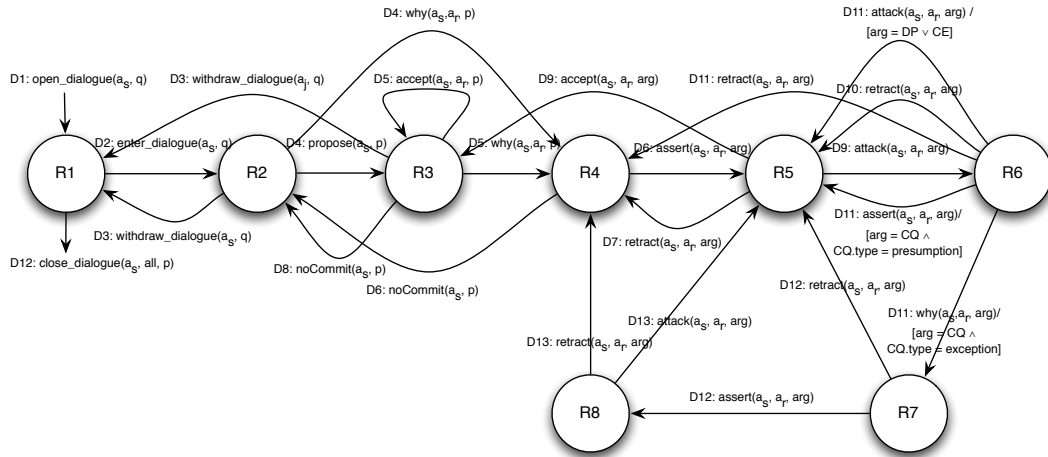 D4: why(a_s,a_r, p)
D11: attack(a_s, a_r, arg) /
[arg = DP ∨ CE]
D1: open_dialogue(a_s, q)
D3: withdraw_dialogue(a_j, q)
D5: accept(a_s, a_r, p)
D9: accept(a_s, a_r, arg)
D11: retract(a_s, a_r, arg)
D10: retract(a_s, a_r, arg)
D2: enter_dialogue(a_s, q)
D4: propose(a_s, p)
D5: why(a_s,a_r, p)
D6: assert(a_s, a_r, arg)
D9: attack(a_s, a_r, arg)
R1
R2
R3
R4
R5
R6
D3: withdraw_dialogue(a_s, q)
D12: close_dialogue(a_s, all, p)
D8: noCommit(a_s, p)
D6: noCommit(a_s, p)
D7: retract(a_s, a_r, arg)
D11: assert(a_s, a_r, arg)/
[arg = CQ ∧
CQ.type = presumption]
D12: retract(a_s, a_r, arg)
D11: why(a_s,a_r, arg)/
[arg = CQ ∧
CQ.type = exception]
D13: attack(a_s, a_r, arg)
D13: retract(a_s, a_r, arg)
D12: assert(a_s, a_r, arg)
R8
R7